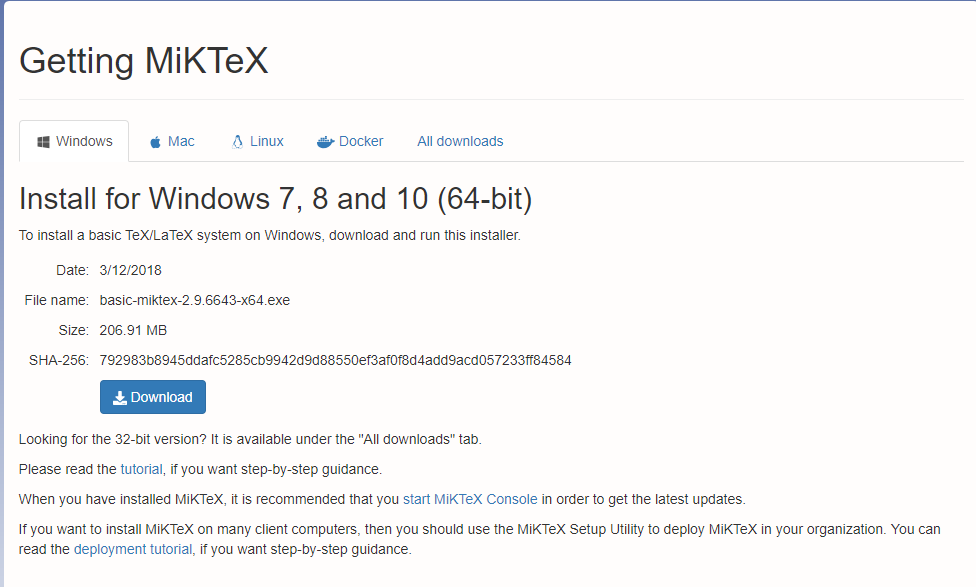 Getting MiKTeX
Windows Mac Linux Docker All downloads
Install for Windows 7, 8 and 10 (64-bit)
To install a basic TeX/LaTeX system on Windows, download and run this installer.
Date: 3/12/2018
File name: basic-miktex-2.9.6643-x64.exe
Size: 206.91 MB
SHA-256: 792983b8945ddafc5285cb9942d9d88550ef3af0f8d4add9acd057233ff84584
Download
Looking for the 32-bit version? It is available under the "All downloads" tab.
Please read the tutorial, if you want step-by-step guidance.
When you have installed MiKTeX, it is recommended that you start MiKTeX Console in order to get the latest updates.
If you want to install MiKTeX on many client computers, then you should use the MiKTeX Setup Utility to deploy MiKTeX in your organization. You can
read the deployment tutorial, if you want step-by-step guidance.